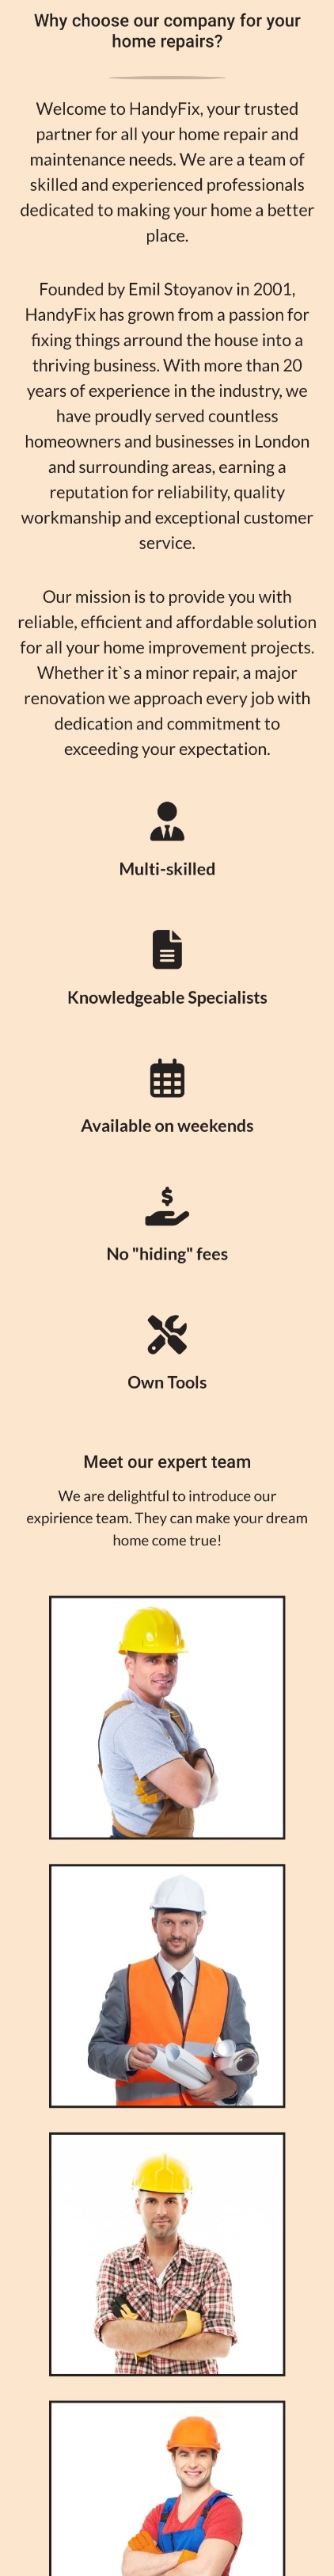 Why choose our company for your
home repairs?
Welcome to HandyFix, your trusted
partner for all your home repair and
maintenance needs. We are a team of
skilled and experienced professionals
dedicated to making your home a better
place.
Founded by Emil Stoyanov in 2001,
HandyFix has grown from a passion for
fixing things arround the house into a
thriving business. With more than 20
years of experience in the industry, we
have proudly served countless
homeowners and businesses in London
and surrounding areas, earning a
reputation for reliability, quality
workmanship and exceptional customer
service.
Our mission is to provide you with
reliable, efficient and affordable solution
for all your home improvement projects.
Whether it`s a minor repair, a major
renovation we approach every job with
dedication and commitment to
exceeding your expectation.
Multi-skilled
Knowledgeable Specialists
Available on weekends
No "hiding" fees
Own Tools
Meet our expert team
We are delightful to introduce our
expirience team. They can make your dream
home come true!